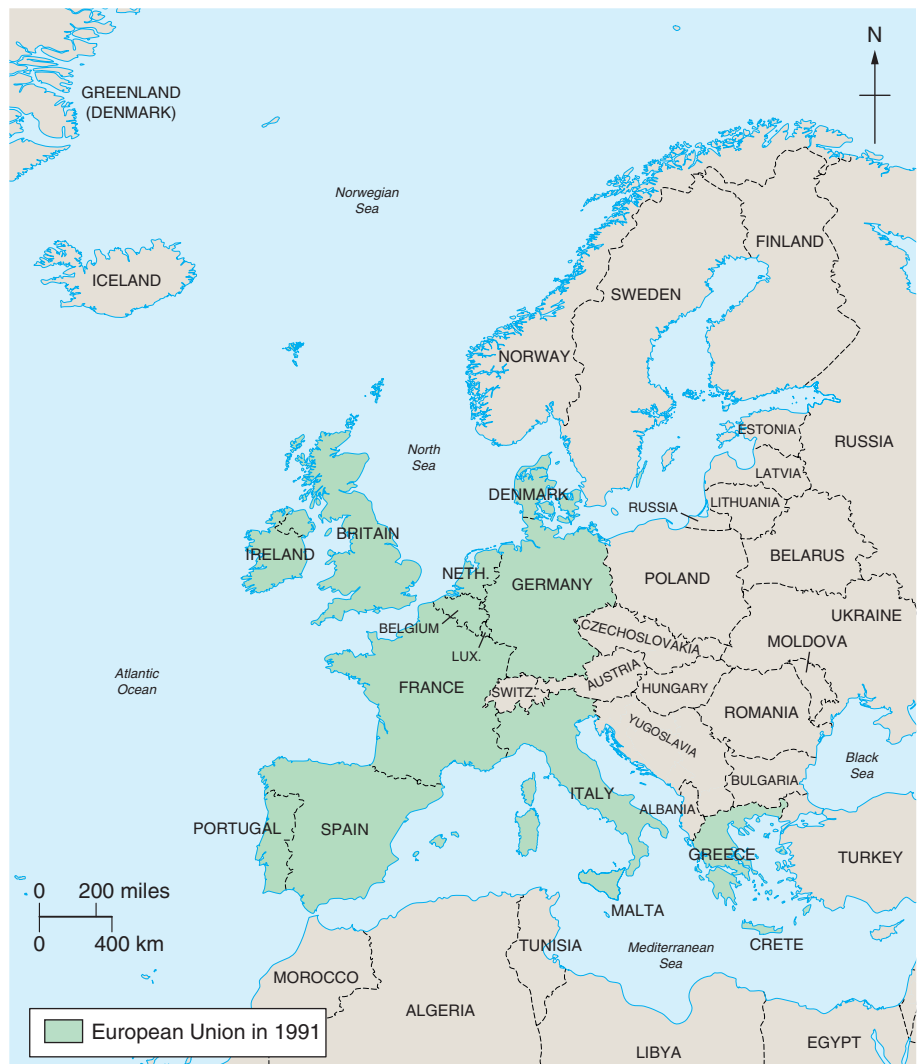 N
GREENLAND
(DENMARK)
Norwegian
Sea
ICELAND
FINLAND
SWEDEN
NORWAY
ESTONIA
RUSSIA
North
Sea
LATVIA
DENMARK
LITHUANIA
RUSSIA
BRITAIN
IRELAND
BELARUS
NETH.
GERMANY
POLAND
UKRAINE
BELGIUM
CZECHOSLOVAKIA
MOLDOVA
LUX.
Atlantic
Ocean
FRANCE
SWITZ.
AUSTRIA
HUNGARY
ROMANIA
YUGOSLAVIA
Black
Sea
BULGARIA
ITALY
ALBANIA
PORTUGAL
SPAIN
GREECE
TURKEY
0 200 miles
0 400 km
MALTA
CRETE
TUNISIA
Mediterranean
Sea
MOROCCO
ALGERIA
European Union in 1991
LIBYA
EGYPT